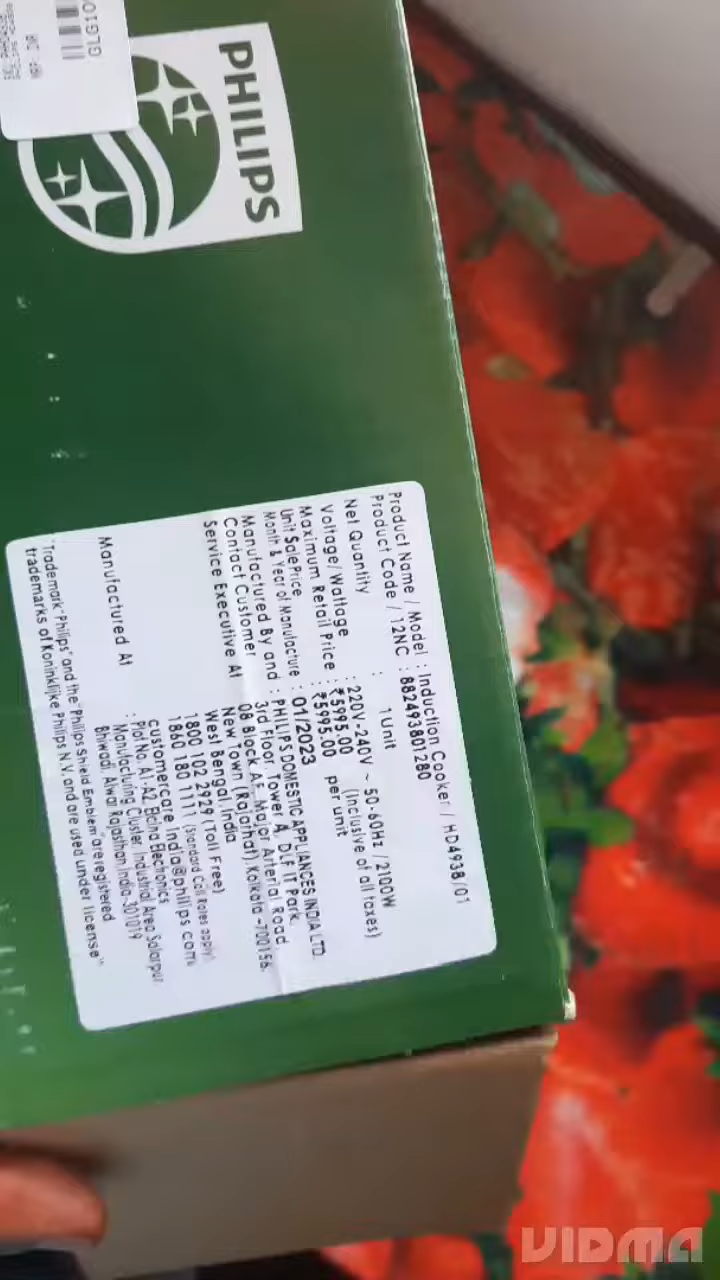 PHILIPS
GLG10
Product Name / Model : Induction Cooker / HD4938/01
Product Code / 12NC : 882493801280
Net Quantity : 1Unit
Voltage/Wattage : 220V-240V ~ 50-60Hz /2100W
Maximum Retail Price : ₹5995.00 (Inclusive of all taxes)
Unit SalePrice : ₹5995.00 per unit
Month & Year of Manufacture : 01/2023
Manufactured By and : PHILIPS DOMESTIC APPLIANCES INDIA LTD.
Contact Customer 3rd Floor Tower A, DLF IT Park,
Service Executive At 08 Block AF Major Arterial Road,
New Town (Rajarhat) Kolkata -700156.
West Bengal, India
1800 102 2929 (Toll Free)
1860 180 1111 (Standard Call Rates apply)
customercare.india@philips.com
Manufactured At : Plot No. A1-A2, Elcina Electronics
Manufacturing Cluster, Industrial Area Salarpur
Bhiwadi, Alwar Rajasthan India-301019
"Trademark "Philips" and the "Philips Shield Emblem" are registered
trademarks of Koninklijke Philips N.V. and are used under license"
VIDMA